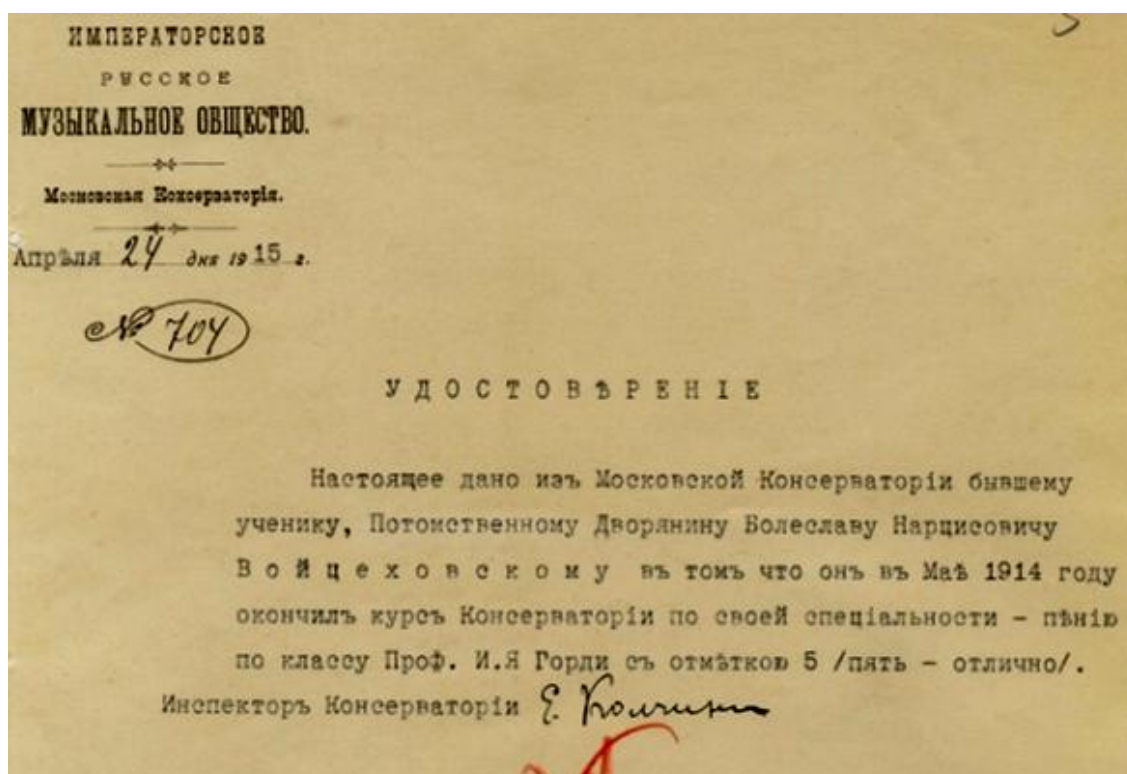 ИМПЕРАТОРСКОЕ
РУССКОЕ
МУЗЫКАЛЬНОЕ ОБЩЕСТВО.
Московская Консерваторія.
Апрѣля 24 дня 1915 г.
№ 704
УДОСТОВѢРЕНІЕ
Настоящее дано изъ Московской Консерваторіи бывшему
ученику, Потомственному Дворянину Болеславу Нарцисовичу
Войцеховскому въ томъ что онъ въ Маѣ 1914 году
окончилъ курсъ Консерваторіи по своей спеціальности - пѣнію
по классу Проф. И.Я Горди съ отмѣткою 5 /пять - отлично/.
Инспекторъ Консерваторіи Е.